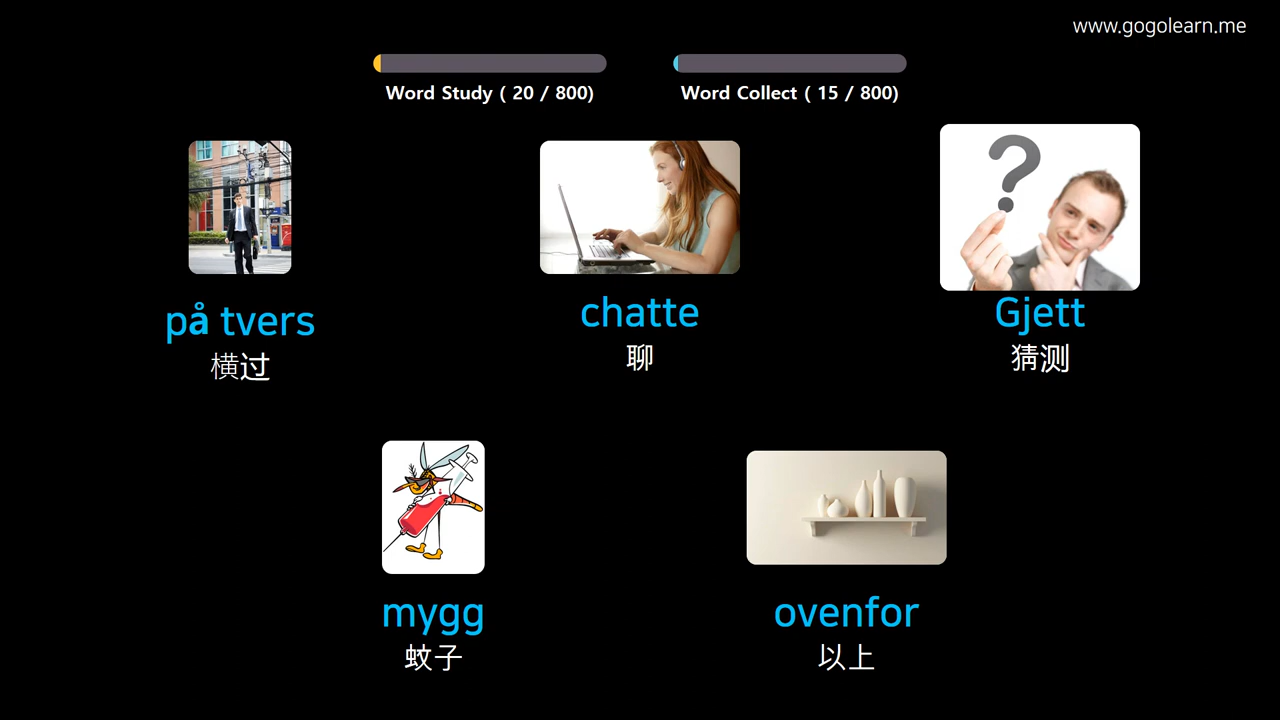 www.gogolearn.me
Word Study ( 20 / 800)
Word Collect ( 15 / 800)
på tvers
横过
chatte
聊
Gjett
猜测
mygg
蚊子
ovenfor
以上